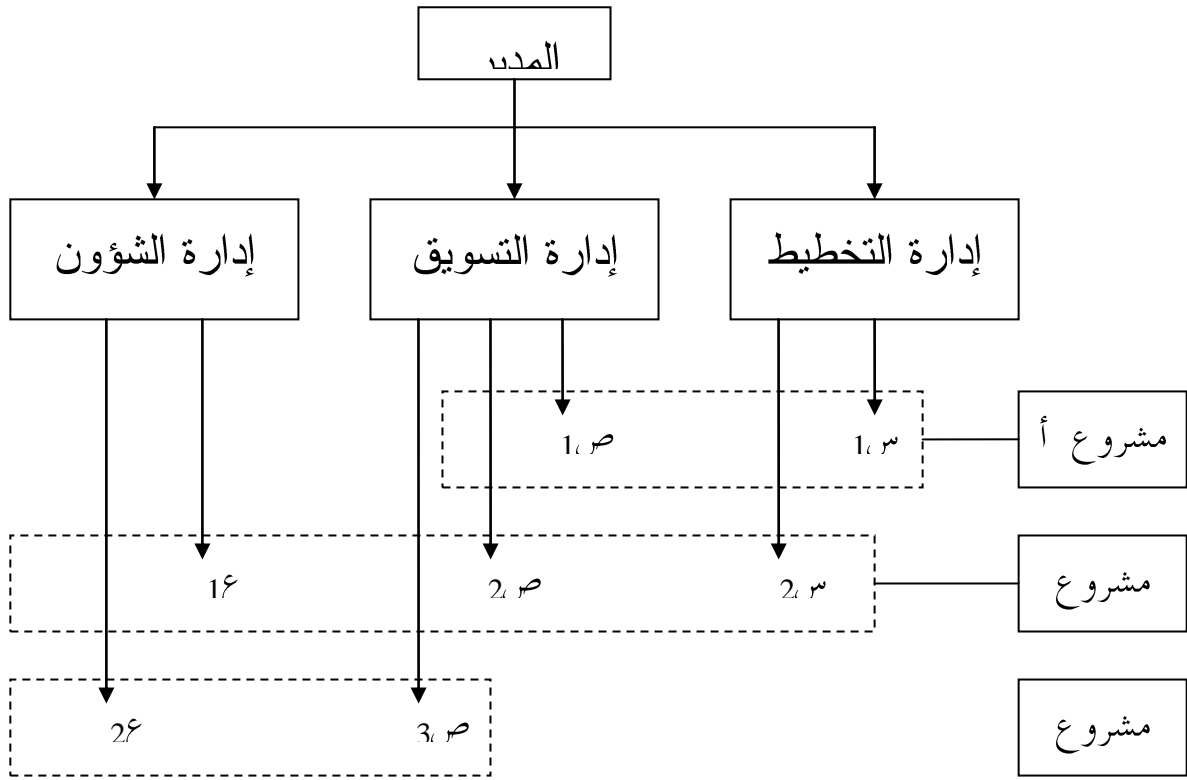 المدير
إدارة التخطيط
إدارة التسويق
إدارة الشؤون
مشروع أ
س1
ص1
مشروع
س2
ص2
ع1
مشروع
ص3
ع2